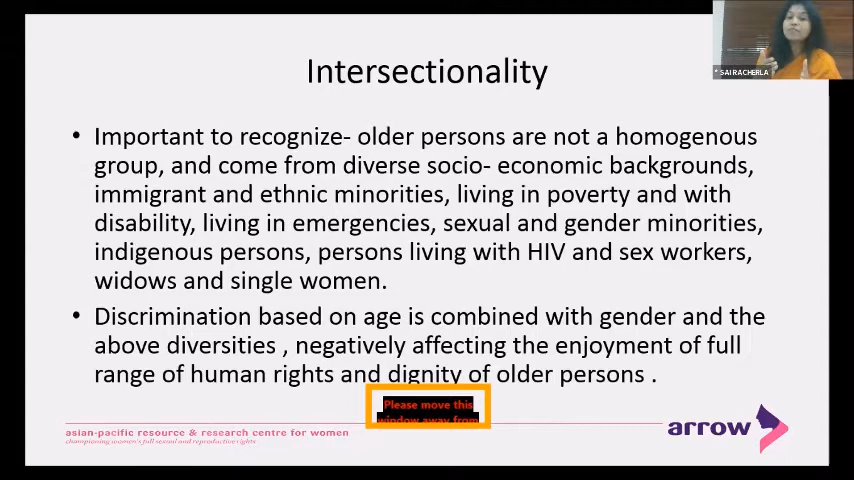 * SAI RACHERLA
Intersectionality
• Important to recognize- older persons are not a homogenous
group, and come from diverse socio- economic backgrounds,
immigrant and ethnic minorities, living in poverty and with
disability, living in emergencies, sexual and gender minorities,
indigenous persons, persons living with HIV and sex workers,
widows and single women.
• Discrimination based on age is combined with gender and the
above diversities , negatively affecting the enjoyment of full
range of human rights and dignity of older persons .
Please move this
window away from
asian-pacific resource & research centre for women
championing women's full sexual and reproductive rights
arrow